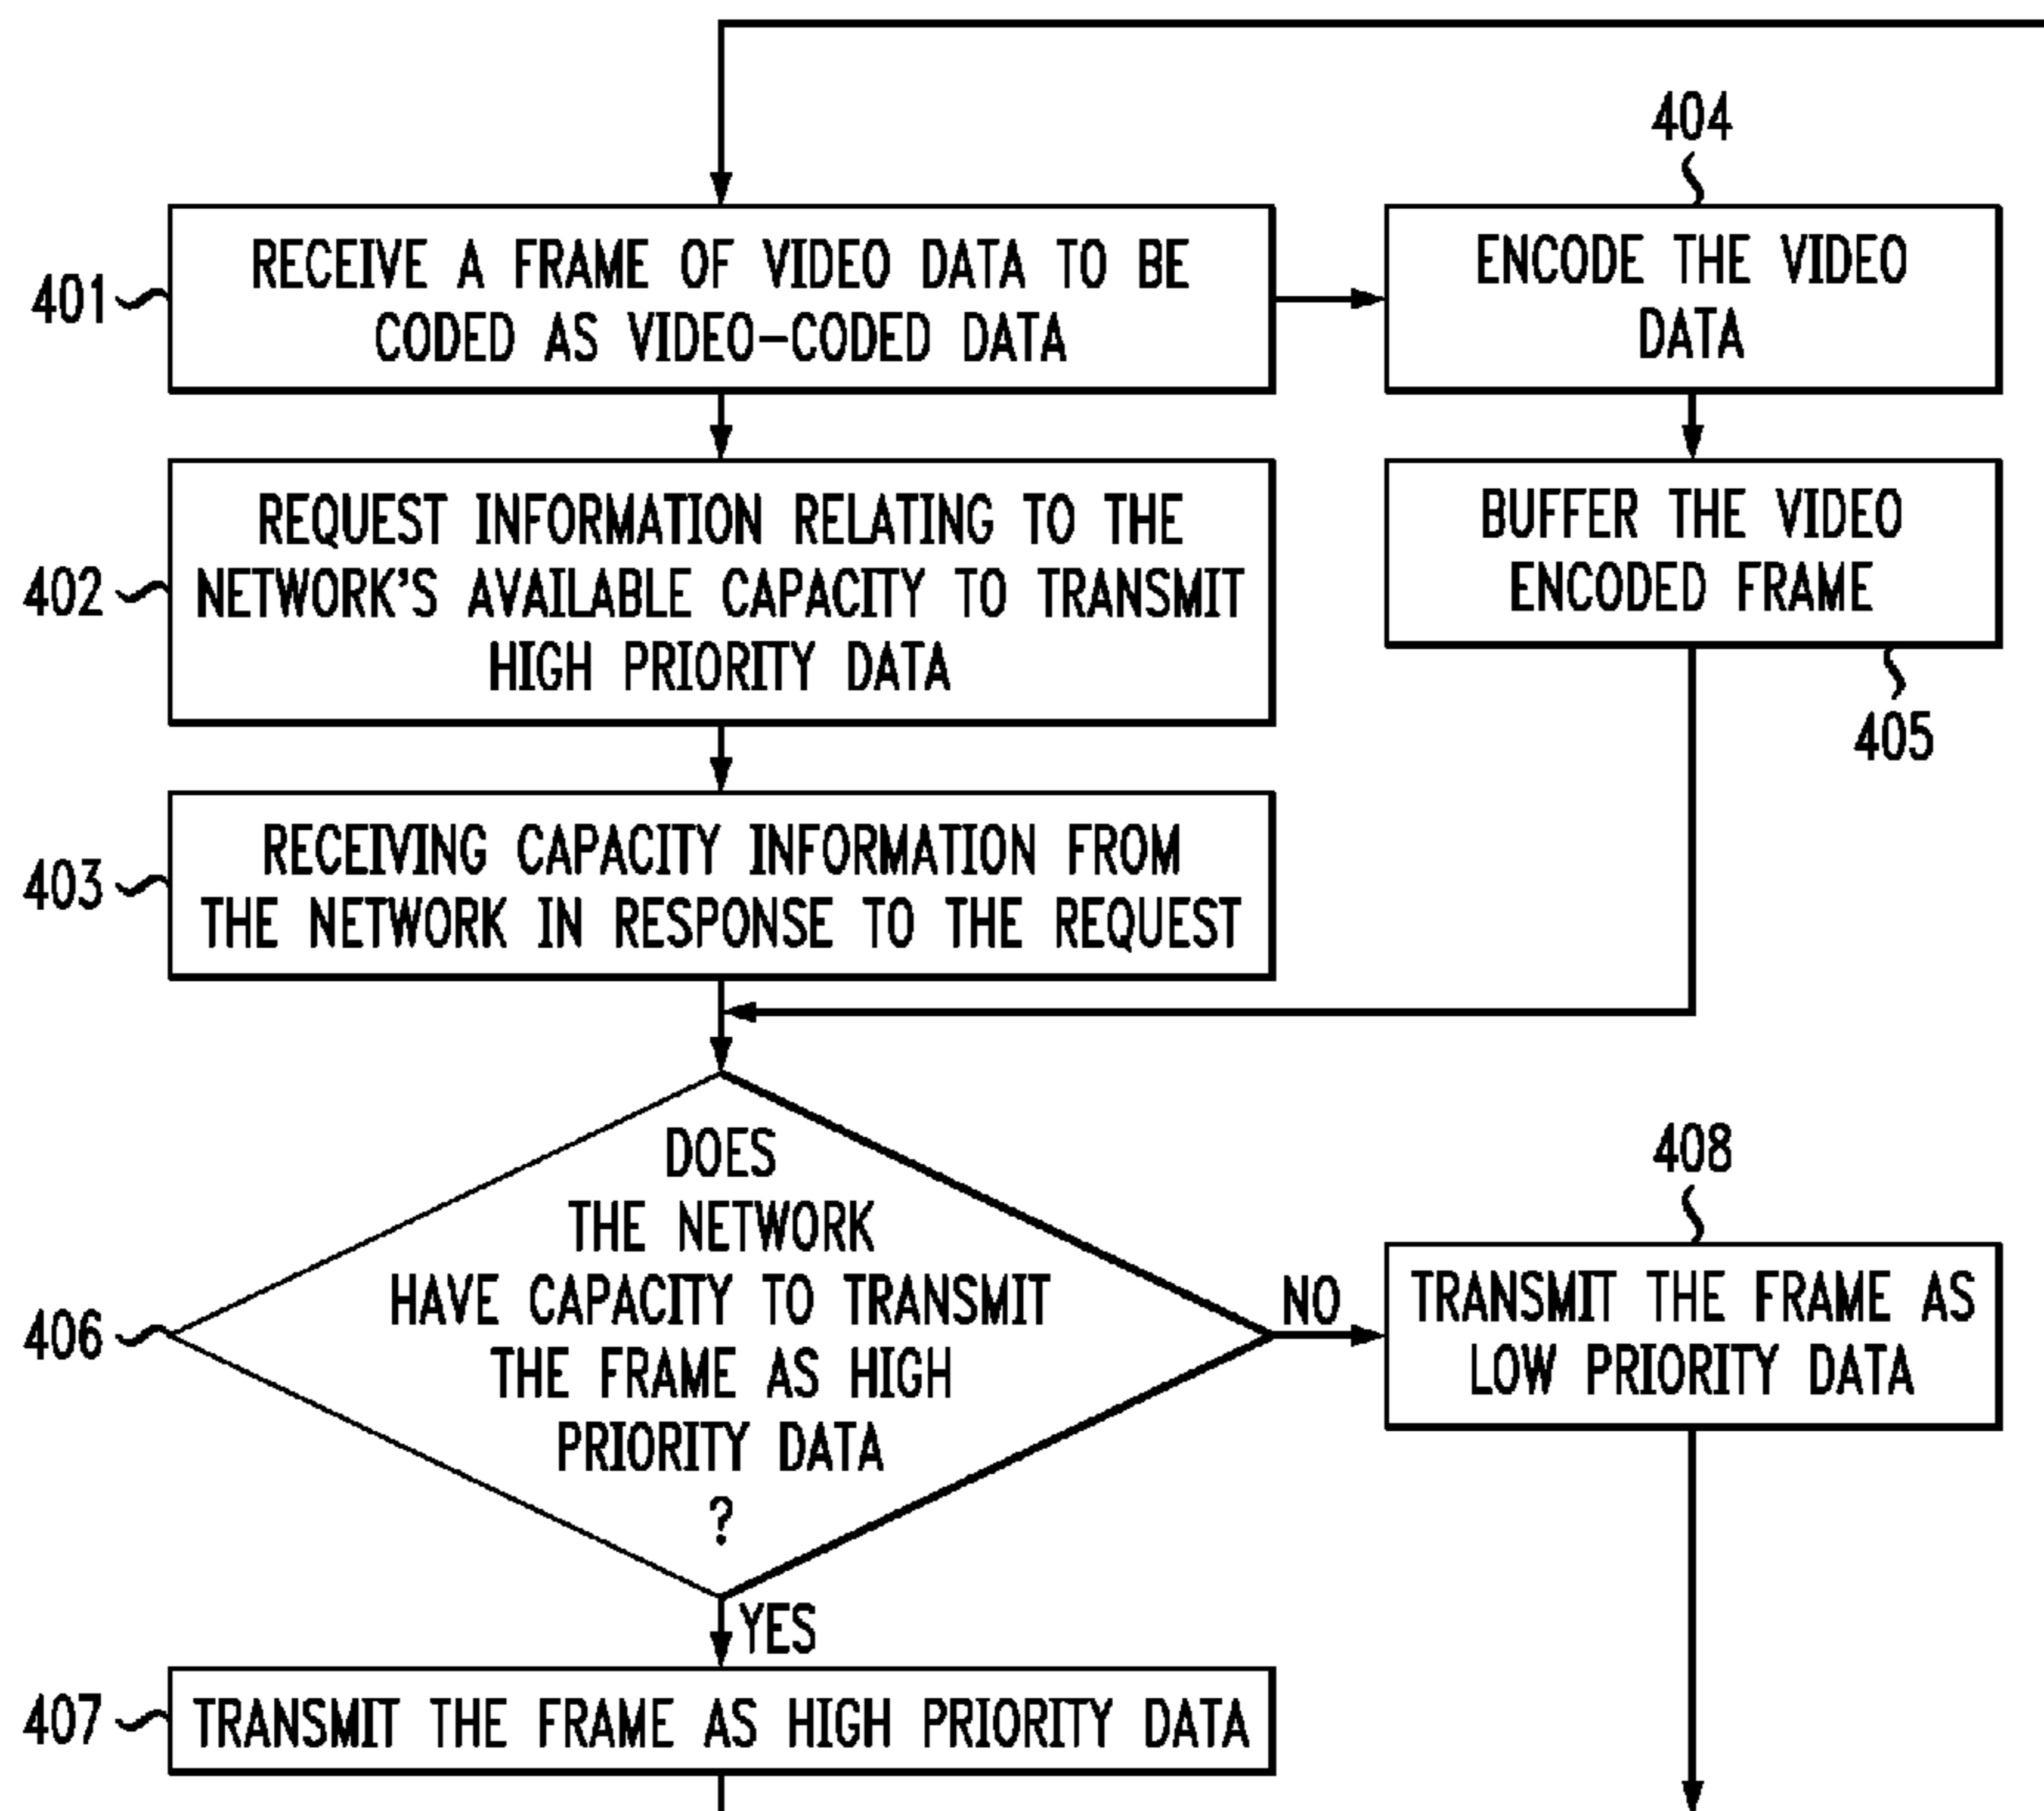 404
401
RECEIVE A FRAME OF VIDEO DATA TO BE
CODED AS VIDEO-CODED DATA
ENCODE THE VIDEO
DATA
402
REQUEST INFORMATION RELATING TO THE
NETWORK'S AVAILABLE CAPACITY TO TRANSMIT
HIGH PRIORITY DATA
BUFFER THE VIDEO
ENCODED FRAME
405
403
RECEIVING CAPACITY INFORMATION FROM
THE NETWORK IN RESPONSE TO THE REQUEST
406
DOES
THE NETWORK
HAVE CAPACITY TO TRANSMIT
THE FRAME AS HIGH
PRIORITY DATA
?
NO
408
TRANSMIT THE FRAME AS
LOW PRIORITY DATA
YES
407
TRANSMIT THE FRAME AS HIGH PRIORITY DATA